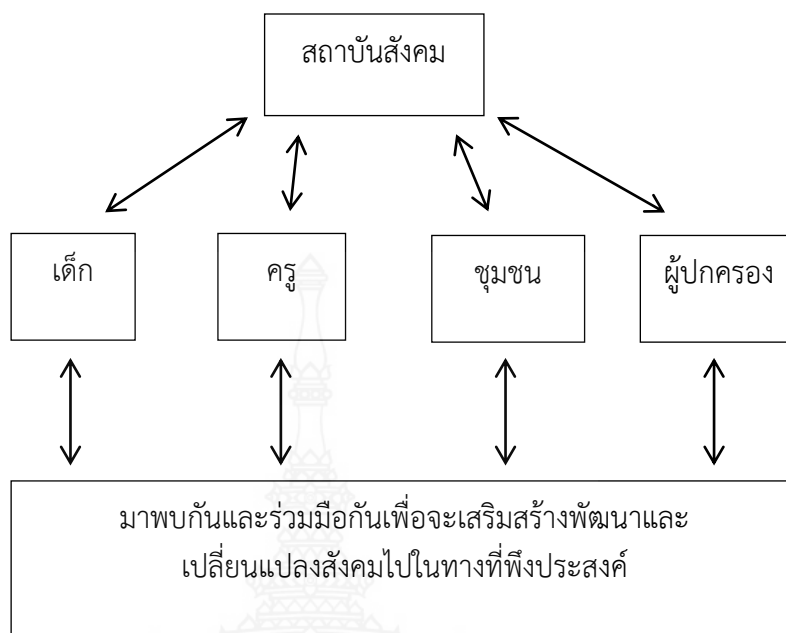 สถาบันสังคม
เด็ก
ครู
ชุมชน
ผู้ปกครอง
มาพบกันและร่วมมือกันเพื่อจะเสริมสร้างพัฒนาและ
เปลี่ยนแปลงสังคมไปในทางที่พึงประสงค์